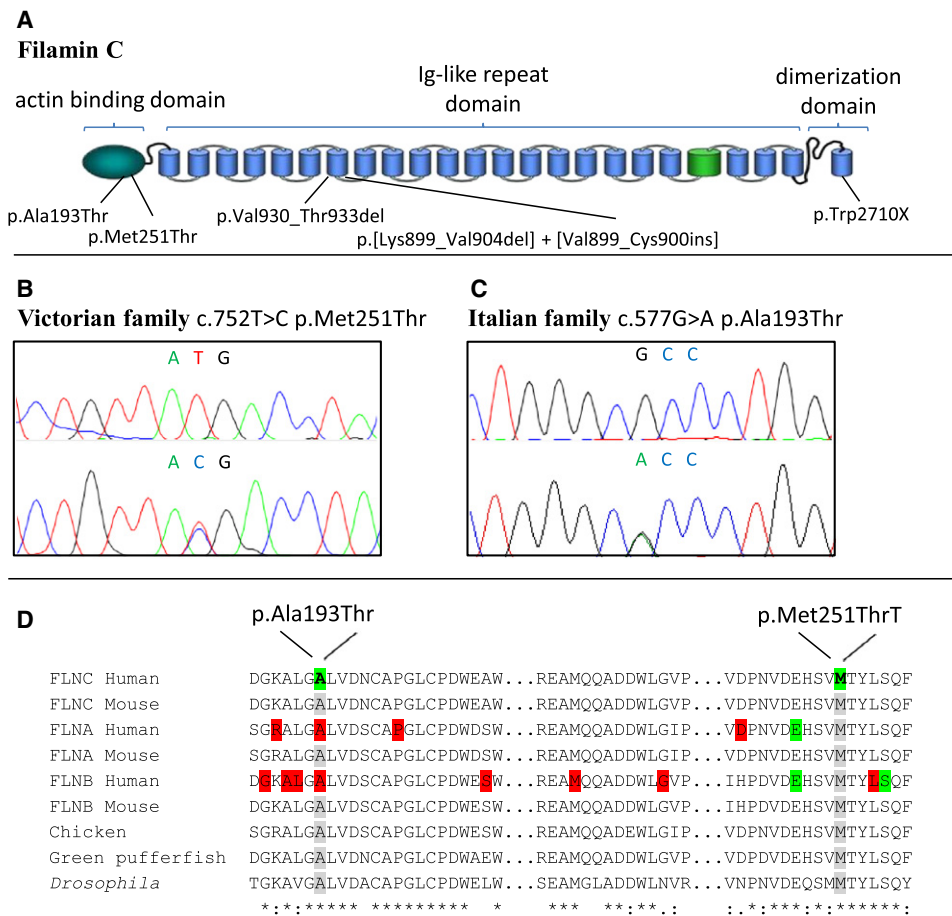 A
Filamin C
actin binding domain
Ig-like repeat
domain
dimerization
domain
p.Ala193Thr
p.Met251Thr
p.Val930_Thr933del
p.[Lys899_Val904del] + [Val899_Cys900ins]
p.Trp2710X
B
Victorian family c.752T>C p.Met251Thr
A T G
A C G
C
Italian family c.577G>A p.Ala193Thr
G C C
A C C
D
p.Ala193Thr
p.Met251ThrT
FLNC Human DGKALGALVDNCAPGLCPDWEAW...REAMQQADDWLGVP...VDPNVDEHSVMTYLSQF
FLNC Mouse DGKALGALVDNCAPGLCPDWEAW...REAMQQADDWLGVP...VDPNVDEHSVMTYLSQF
FLNA Human SGRALGALVDSCAPGLCPDWDSW...REAMQQADDWLGIP...VDPNVDEHSVMTYLSQF
FLNA Mouse SGRALGALVDSCAPGLCPDWDSW...REAMQQADDWLGIP...VDPNVDEHSVMTYLSQF
FLNB Human DGKALGALVDSCAPGLCPDWESW...REAMQQADDWLGVP...IHPDVDEHSVMTYLSQF
FLNB Mouse DGKALGALVDSCAPGLCPDWESW...REAMQQADDWLGVP...IHPDVDEHSVMTYLSQF
Chicken SGRALGALVDSCAPGLCPDWESW...REAMQQADEWLGIP...VDPNVDEHSVMTYLSQF
Green pufferfish DGKALGALVDNCAPGLCPDWAEW...REAMQQADDWLGVP...VDPNVDEHSVMTYLSQF
Drosophila TGKAVGALVDACAPGLCPDWELW...SEAMGLADDWLNVR...VNPNVDEQSMMTYLSQY
*:*:***** ******** * *** **:**.: :.*:***:*:******: